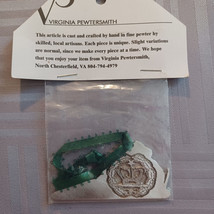 VIRGINIA PEWTERSMITH
This article is cast and crafted by hand in fine pewter by
skilled, local artisans. Each piece is unique. Slight variations
are normal, since we make every piece at a time. We hope
that you enjoy your item from Virginia Pewtersmith,
North Chesterfield, VA 804-794-4979